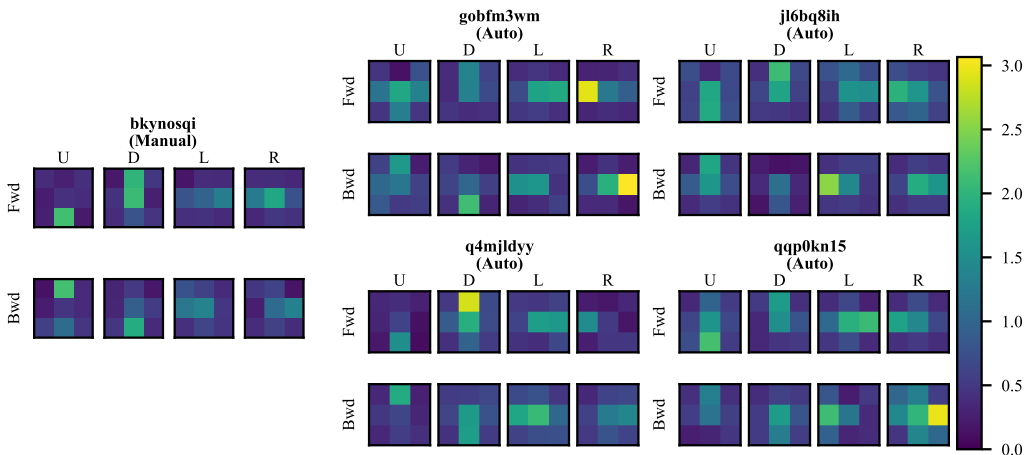 bkynosqi
(Manual)
U D L R
Fwd
Bwd
gobfm3wm
(Auto)
U D L R
Fwd
Bwd
jl6bq8ih
(Auto)
U D L R
Fwd
Bwd
q4mjldyy
(Auto)
U D L R
Fwd
Bwd
qqp0kn15
(Auto)
U D L R
Fwd
Bwd
3.0
2.5
2.0
1.5
1.0
0.5
0.0